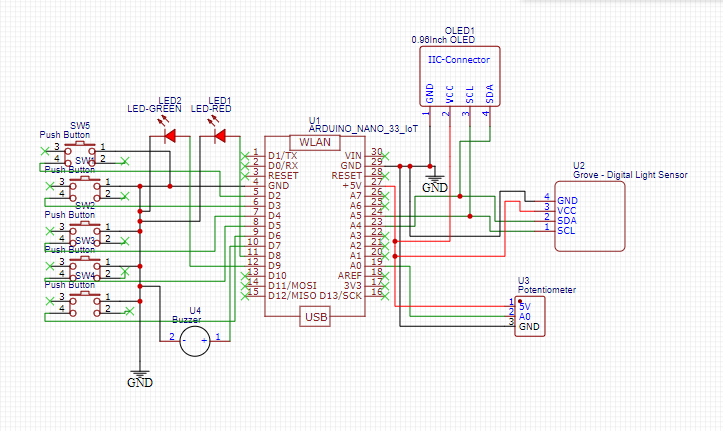 OLED1
0.96Inch OLED
IIC-Connector
GND
VCC
SCL
SDA
1
2
3
4
LED2
LED-GREEN
LED1
LED-RED
U1
ARDUINO_NANO_33_IoT
WLAN
1 D1/TX
2 D0/RX
3 RESET
4 GND
5 D2
6 D3
7 D4
8 D5
9 D6
10 D7
11 D8
12 D9
13 D10
14 D11/MOSI
15 D12/MISO
VIN 30
GND 29
RESET 28
+5V 27
A7 26
A6 25
A5 24
A4 23
A3 22
A2 21
A1 20
A0 19
AREF 18
3V3 17
D13/SCK 16
USB
GND
U2
Grove - Digital Light Sensor
4 GND
3 VCC
2 SDA
1 SCL
U3
Potentiometer
1 5V
2 A0
3 GND
SW5
Push Button
3 1
4 2
SW1
Push Button
3 1
4 2
SW2
Push Button
3 1
4 2
SW3
Push Button
3 1
4 2
SW4
Push Button
3 1
4 2
U4
Buzzer
2 - + 1
GND